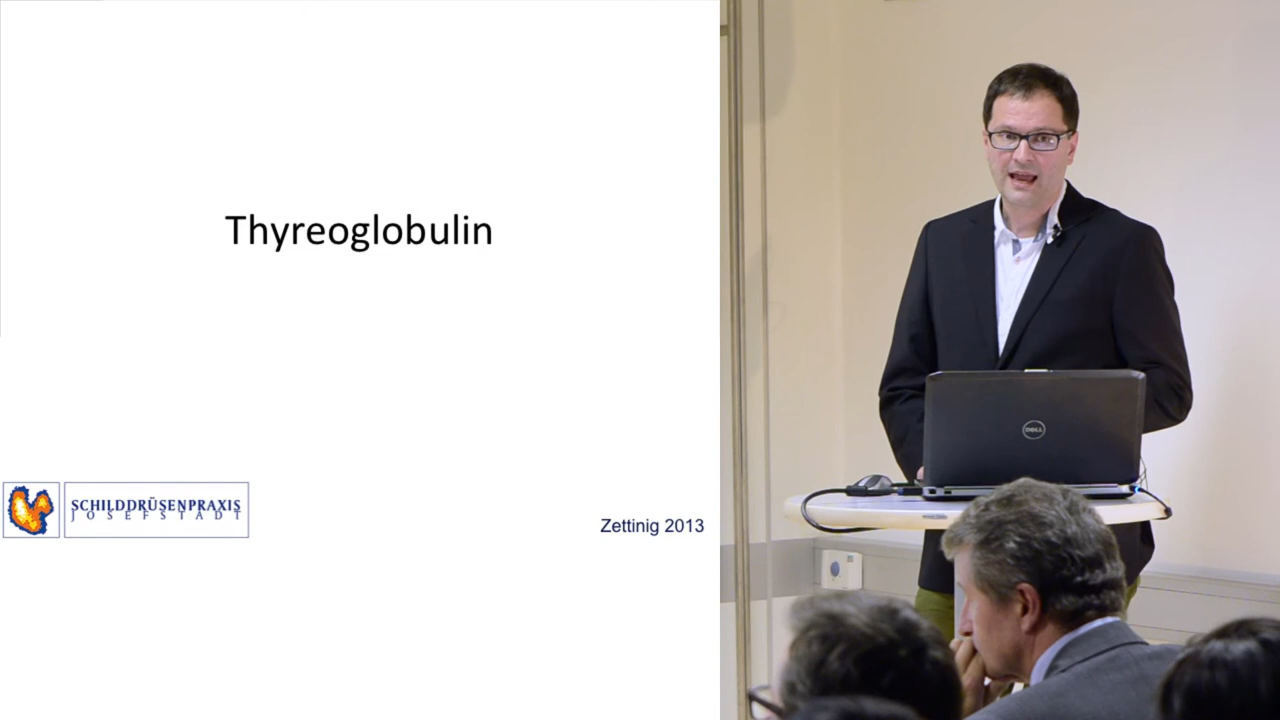 Thyreoglobulin
SCHILDDRÜSENPRAXIS
JOSEFSTADT
Zettinig 2013
DELL